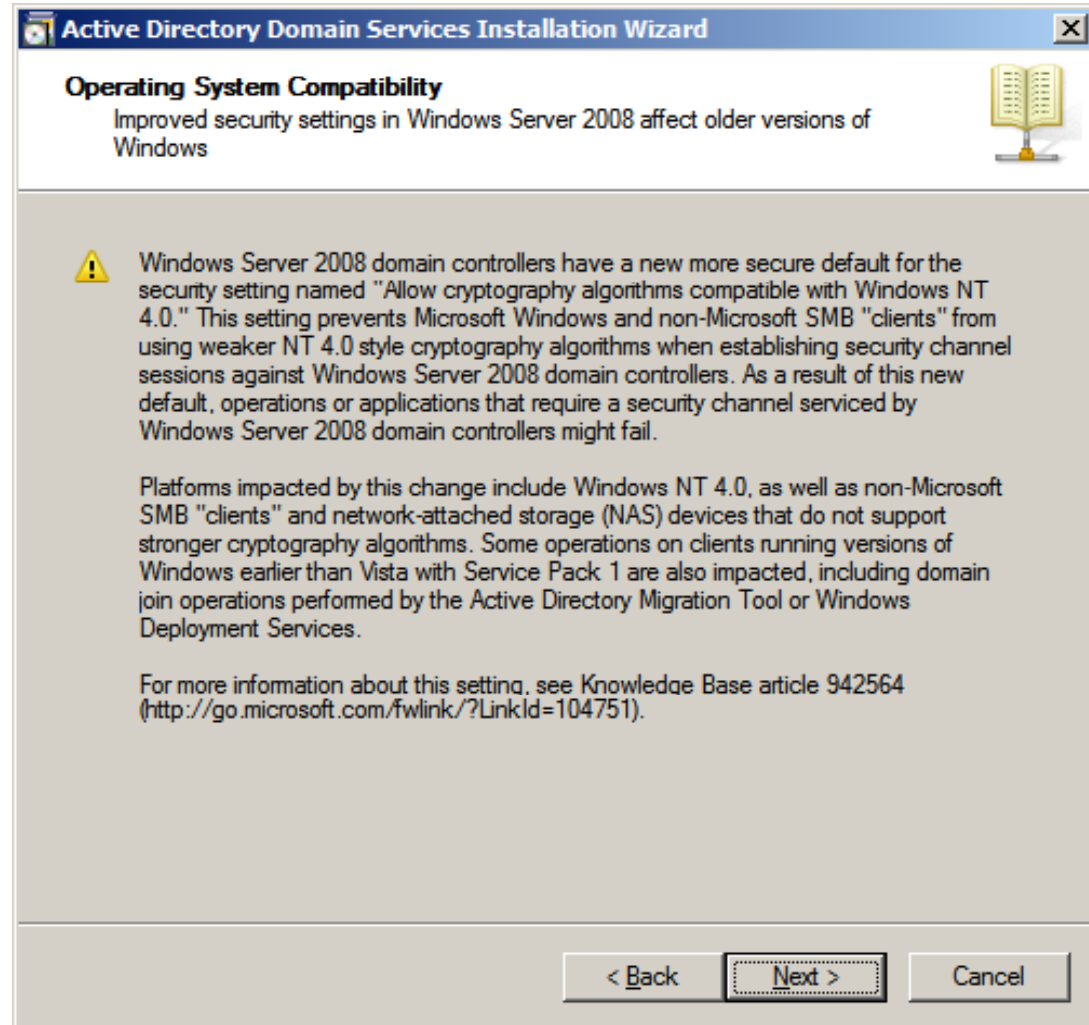 Active Directory Domain Services Installation Wizard
Operating System Compatibility
Improved security settings in Windows Server 2008 affect older versions of
Windows
Windows Server 2008 domain controllers have a new more secure default for the
security setting named "Allow cryptography algorithms compatible with Windows NT
4.0." This setting prevents Microsoft Windows and non-Microsoft SMB "clients" from
using weaker NT 4.0 style cryptography algorithms when establishing security channel
sessions against Windows Server 2008 domain controllers. As a result of this new
default, operations or applications that require a security channel serviced by
Windows Server 2008 domain controllers might fail.
Platforms impacted by this change include Windows NT 4.0, as well as non-Microsoft
SMB "clients" and network-attached storage (NAS) devices that do not support
stronger cryptography algorithms. Some operations on clients running versions of
Windows earlier than Vista with Service Pack 1 are also impacted, including domain
join operations performed by the Active Directory Migration Tool or Windows
Deployment Services.
For more information about this setting, see Knowledge Base article 942564
(http://go.microsoft.com/fwlink/?LinkId=104751).
< Back Next > Cancel